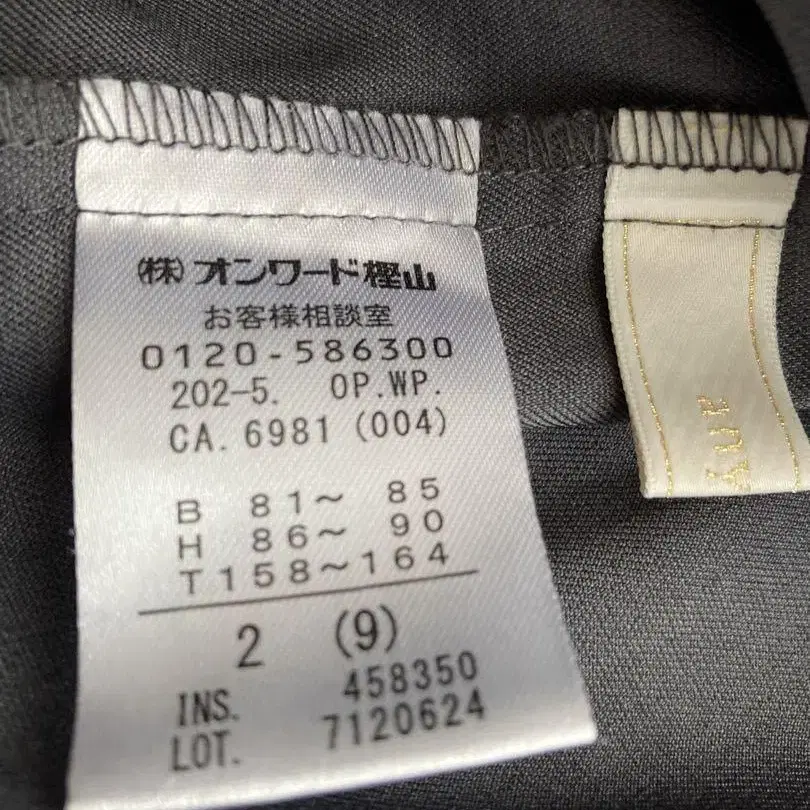 (株)オンワード樫山
お客様相談室
0120-586300
202-5. OP.WP.
CA. 6981 (004)
B 81~ 85
H 86~ 90
T158~164
2 (9)
INS. 458350
LOT. 7120624